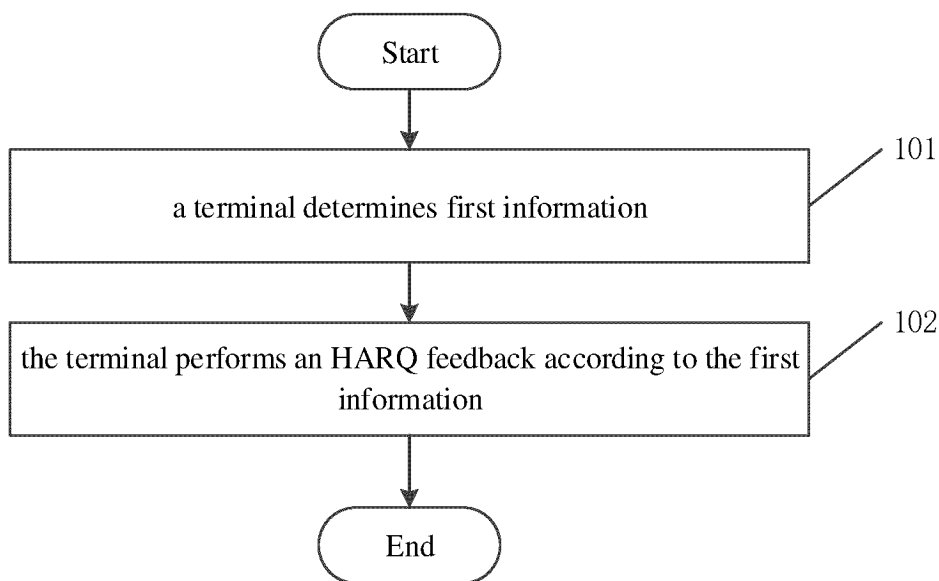 Start
101
a terminal determines first information
102
the terminal performs an HARQ feedback according to the first
information
End